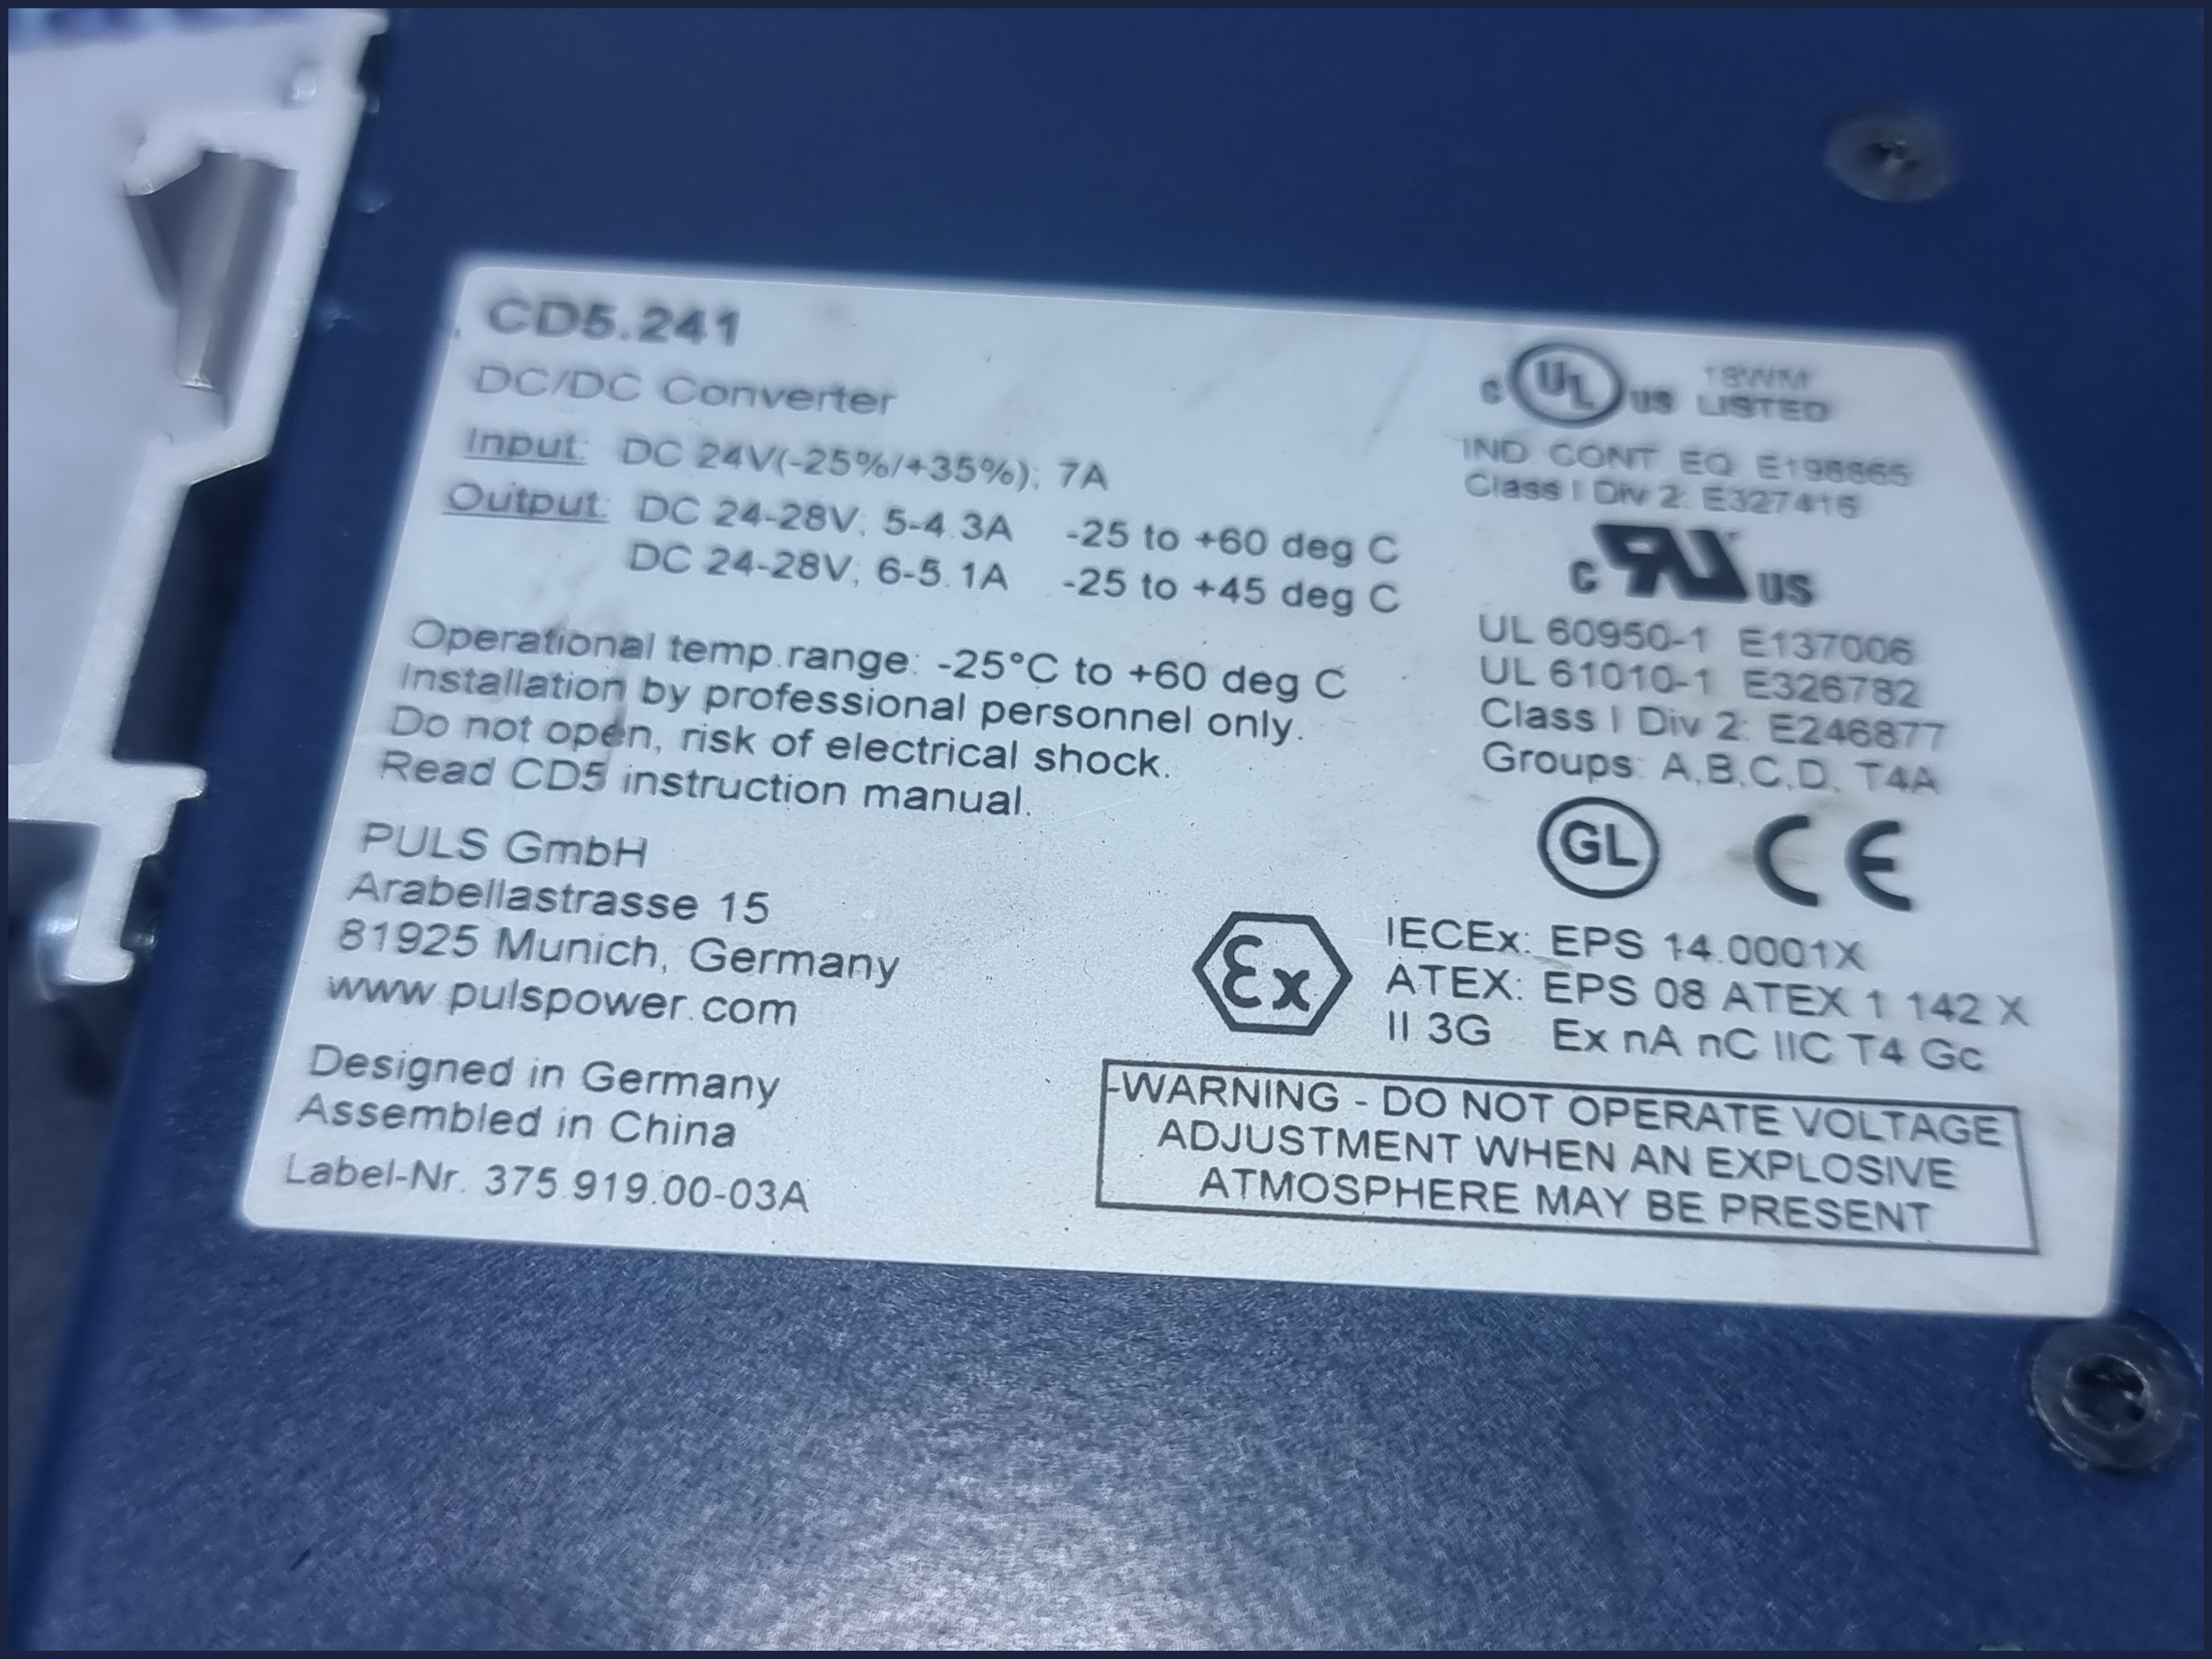 CD5.241
DC/DC Converter
Input: DC 24V(-25%/+35%); 7A
Output: DC 24-28V, 5-4.3A -25 to +60 deg C
DC 24-28V, 6-5.1A -25 to +45 deg C
Operational temp.range: -25°C to +60 deg C
Installation by professional personnel only.
Do not open, risk of electrical shock.
Read CD5 instruction manual.
PULS GmbH
Arabellastrasse 15
81925 Munich, Germany
www.pulspower.com
Designed in Germany
Assembled in China
Label-Nr. 375.919.00-03A
C UL US 18WM
LISTED
IND. CONT. EQ. E198865
Class I Div 2: E327416
C RU US
UL 60950-1 E137006
UL 61010-1 E326782
Class I Div 2: E246877
Groups: A,B,C,D, T4A
GL CE
Ex
IECEx: EPS 14.0001X
ATEX: EPS 08 ATEX 1 142 X
II 3G Ex nA nC IIC T4 Gc
-WARNING - DO NOT OPERATE VOLTAGE
ADJUSTMENT WHEN AN EXPLOSIVE
ATMOSPHERE MAY BE PRESENT